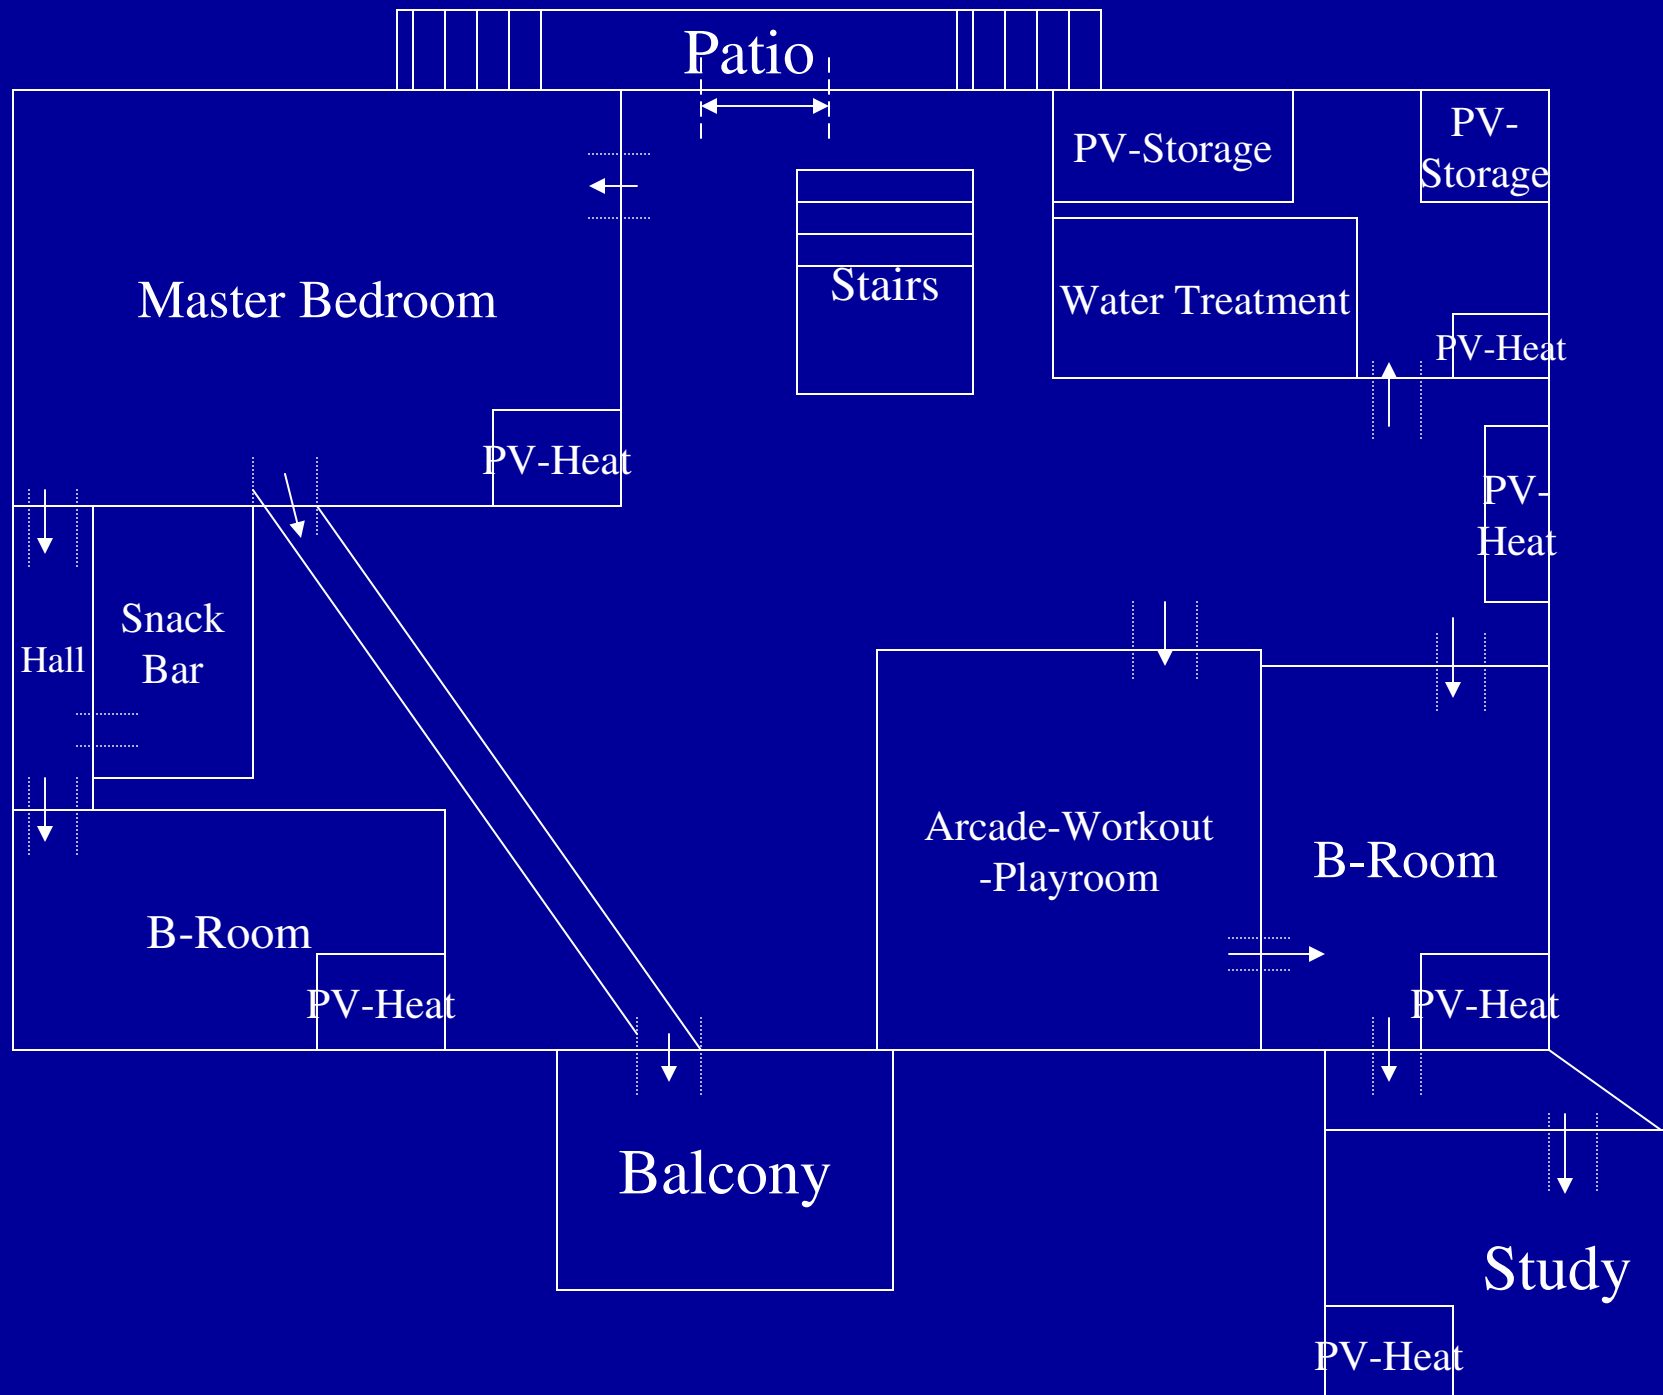 Patio
PV-Storage
PV-
Storage
Master Bedroom
Stairs
Water Treatment
PV-Heat
PV-Heat
PV-
Heat
Snack
Bar
Hall
Arcade-Workout
-Playroom
B-Room
B-Room
PV-Heat
PV-Heat
Balcony
Study
PV-Heat